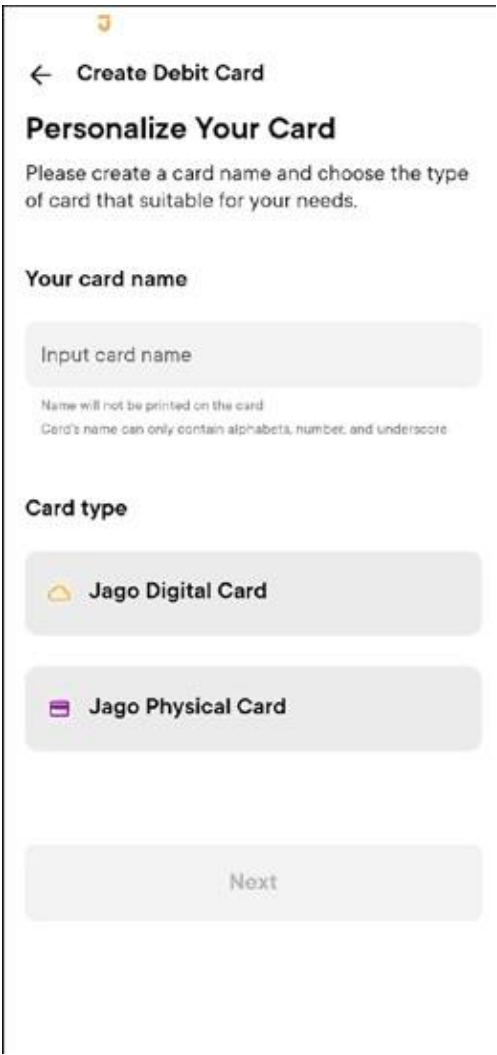 J
Create Debit Card
Personalize Your Card
Please create a card name and choose the type
of card that suitable for your needs.
Your card name
Input card name
Name will not be printed on the card
Card's name can only contain alphabets, number, and underscore
Card type
Jago Digital Card
Jago Physical Card
Next